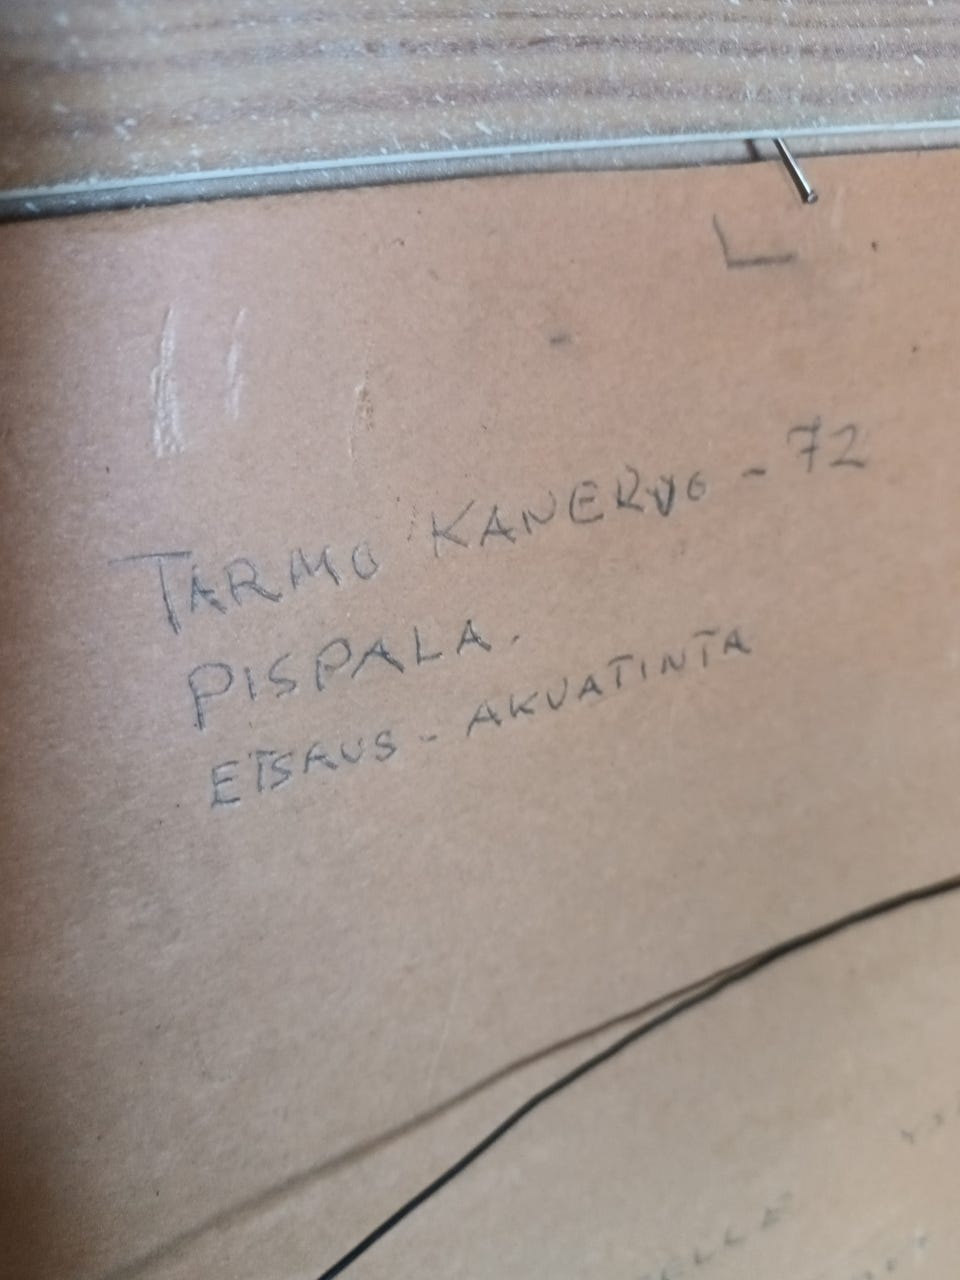 TARMO KANERVO - 72
PISPALA.
ETSAUS - AKVATINTA